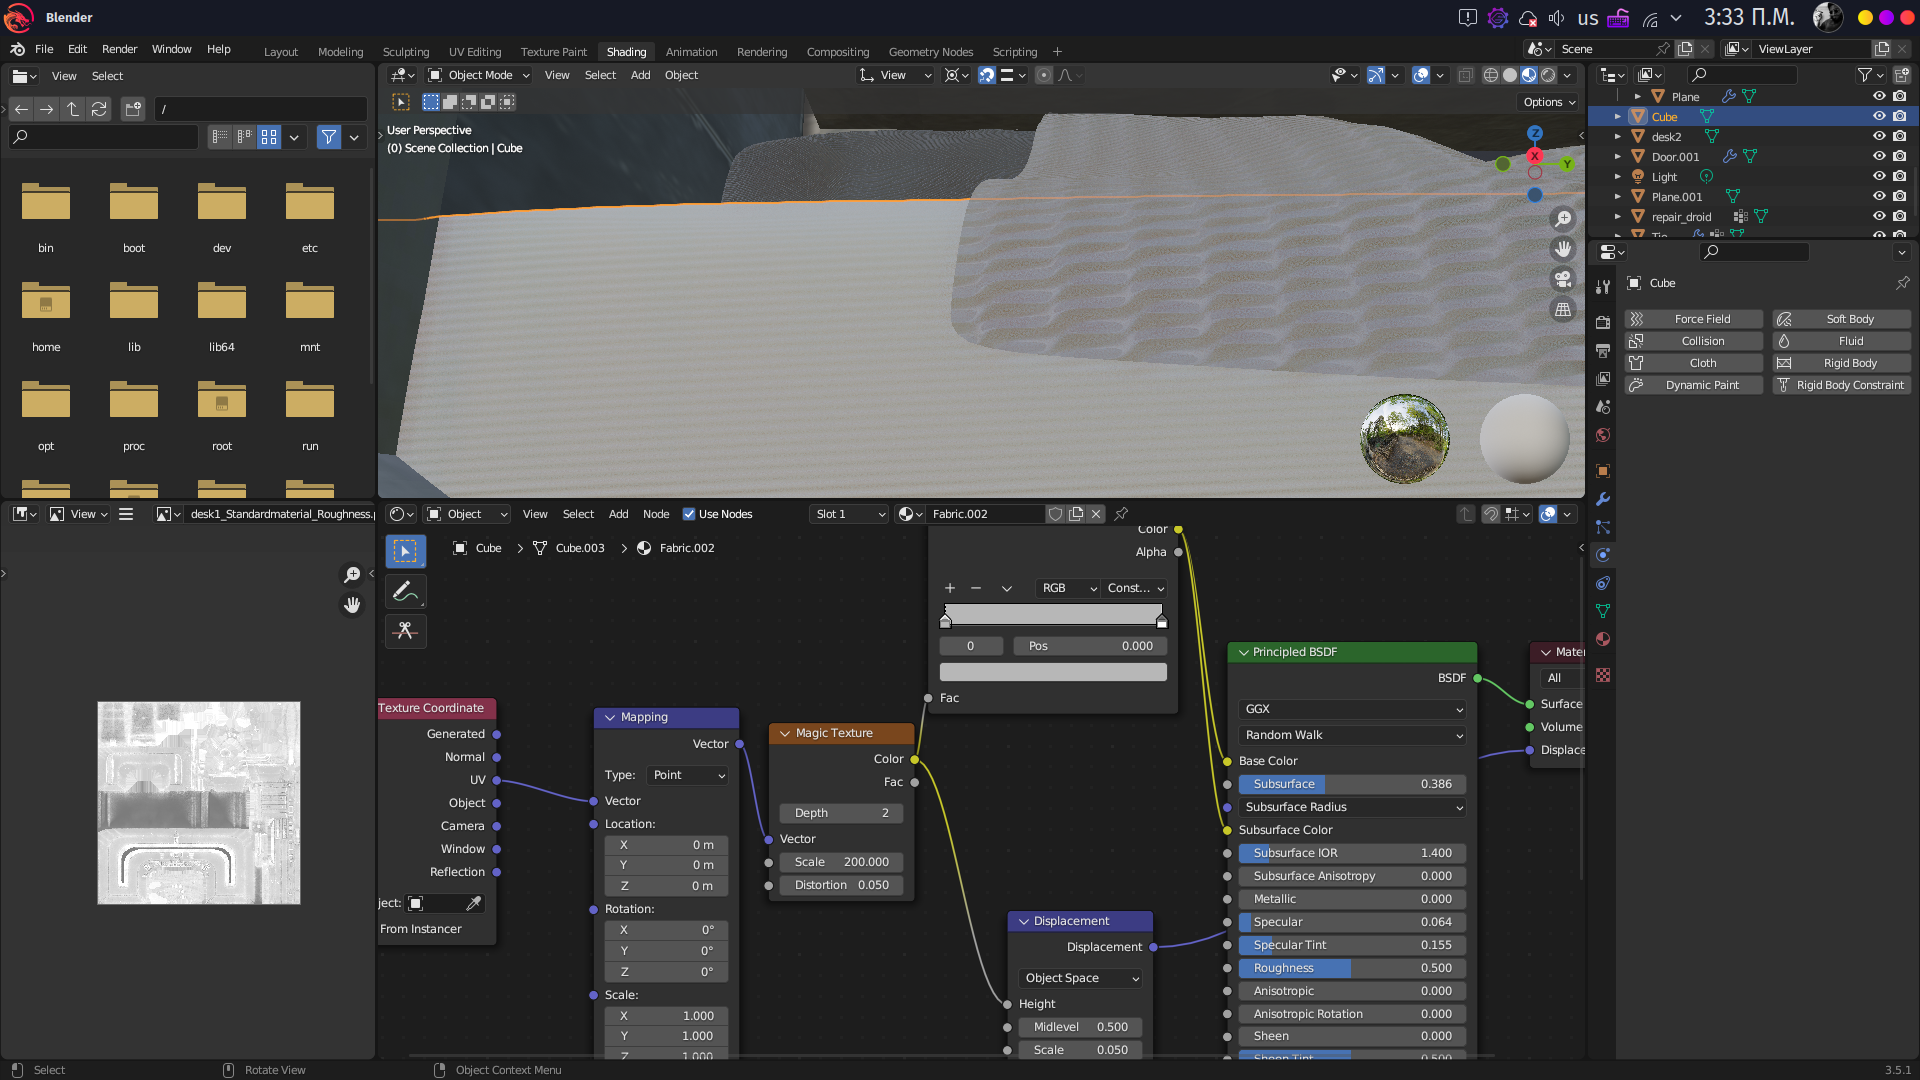 Blender
us
3:33 Π.Μ.
File Edit Render Window Help
Layout Modeling Sculpting UV Editing Texture Paint Shading Animation Rendering Compositing Geometry Nodes Scripting +
Scene
ViewLayer
View Select
Object Mode View Select Add Object
View
/
Options
User Perspective
(0) Scene Collection | Cube
Z
X
Y
bin boot dev etc
home lib lib64 mnt
opt proc root run
Plane
Cube
desk2
Door.001
Light
Plane.001
repair_droid
Cube
Force Field Soft Body
Collision Fluid
Cloth Rigid Body
Dynamic Paint Rigid Body Constraint
View
desk1_Standardmaterial_Roughness.
Object View Select Add Node Use Nodes Slot 1 Fabric.002
Cube > Cube.003 > Fabric.002
Color
Alpha
RGB Const...
0 Pos 0.000
Fac
Texture Coordinate
Generated
Normal
UV
Object
Camera
Window
Reflection
ject:
From Instancer
Mapping
Vector
Type: Point
Vector
Location:
X 0 m
Y 0 m
Z 0 m
Rotation:
X 0°
Y 0°
Z 0°
Scale:
X 1.000
Y 1.000
Z 1.000
Magic Texture
Color
Fac
Depth 2
Vector
Scale 200.000
Distortion 0.050
Displacement
Displacement
Object Space
Height
Midlevel 0.500
Scale 0.050
Principled BSDF
BSDF
GGX
Random Walk
Base Color
Subsurface 0.386
Subsurface Radius
Subsurface Color
Subsurface IOR 1.400
Subsurface Anisotropy 0.000
Metallic 0.000
Specular 0.064
Specular Tint 0.155
Roughness 0.500
Anisotropic 0.000
Anisotropic Rotation 0.000
Sheen 0.000
Sheen Tint 0.500
Mater
All
Surface
Volume
Displace
Select
Rotate View
Object Context Menu
3.5.1